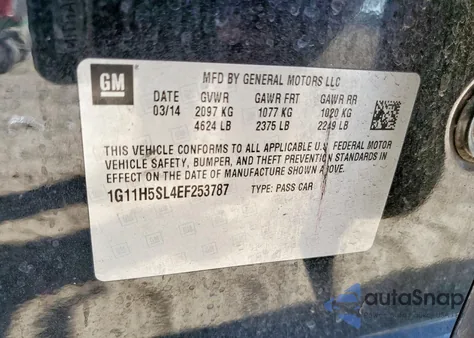 GM
MFD BY GENERAL MOTORS LLC
DATE GVWR GAWR FRT GAWR RR
03/14 2097 KG 1077 KG 1020 KG
4624 LB 2375 LB 2249 LB
THIS VEHICLE CONFORMS TO ALL APPLICABLE U.S. FEDERAL MOTOR
VEHICLE SAFETY, BUMPER, AND THEFT PREVENTION STANDARDS IN
EFFECT ON THE DATE OF MANUFACTURE SHOWN ABOVE.
1G11H5SL4EF253787 TYPE: PASS CAR
autoSnap